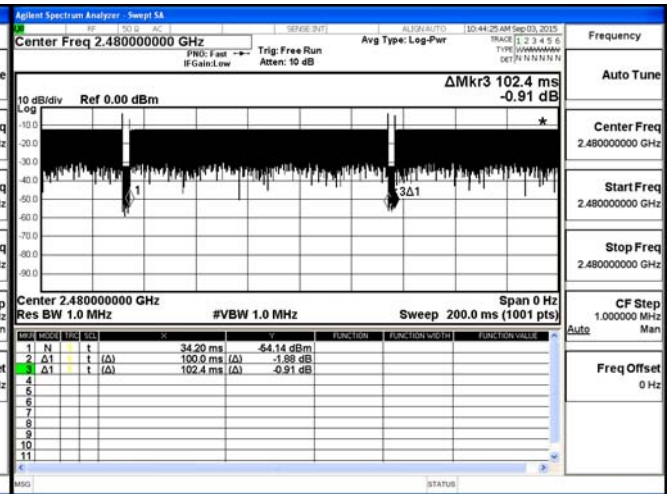 Agilent Spectrum Analyzer - Swept SA
RF 50 Ω AC SENSE:INT ALIGNAUTO 10:44:25 AM Sep 03, 2015
Center Freq 2.480000000 GHz
PNO: Fast
IFGain:Low
Trig: Free Run
Atten: 10 dB
Avg Type: Log-Pwr
TRACE 1 2 3 4 5 6
TYPE
DET N N N N N N
Frequency
Auto Tune
ΔMkr3 102.4 ms
-0.91 dB
10 dB/div Ref 0.00 dBm
Log
-10.0
-20.0
-30.0
-40.0
-50.0
-60.0
-70.0
-80.0
-90.0
1
3Δ1
Center Freq
2.480000000 GHz
Start Freq
2.480000000 GHz
Stop Freq
2.480000000 GHz
CF Step
1.000000 MHz
Auto Man
Freq Offset
0 Hz
Center 2.480000000 GHz Span 0 Hz
Res BW 1.0 MHz #VBW 1.0 MHz Sweep 200.0 ms (1001 pts)
MKR MODE TRC SCL X Y FUNCTION FUNCTION WIDTH FUNCTION VALUE
1 N t 34.20 ms -54.14 dBm
2 Δ1 t (Δ) 100.0 ms (Δ) -1.88 dB
3 Δ1 t (Δ) 102.4 ms (Δ) -0.91 dB
4
5
6
7
8
9
10
11
MSG STATUS